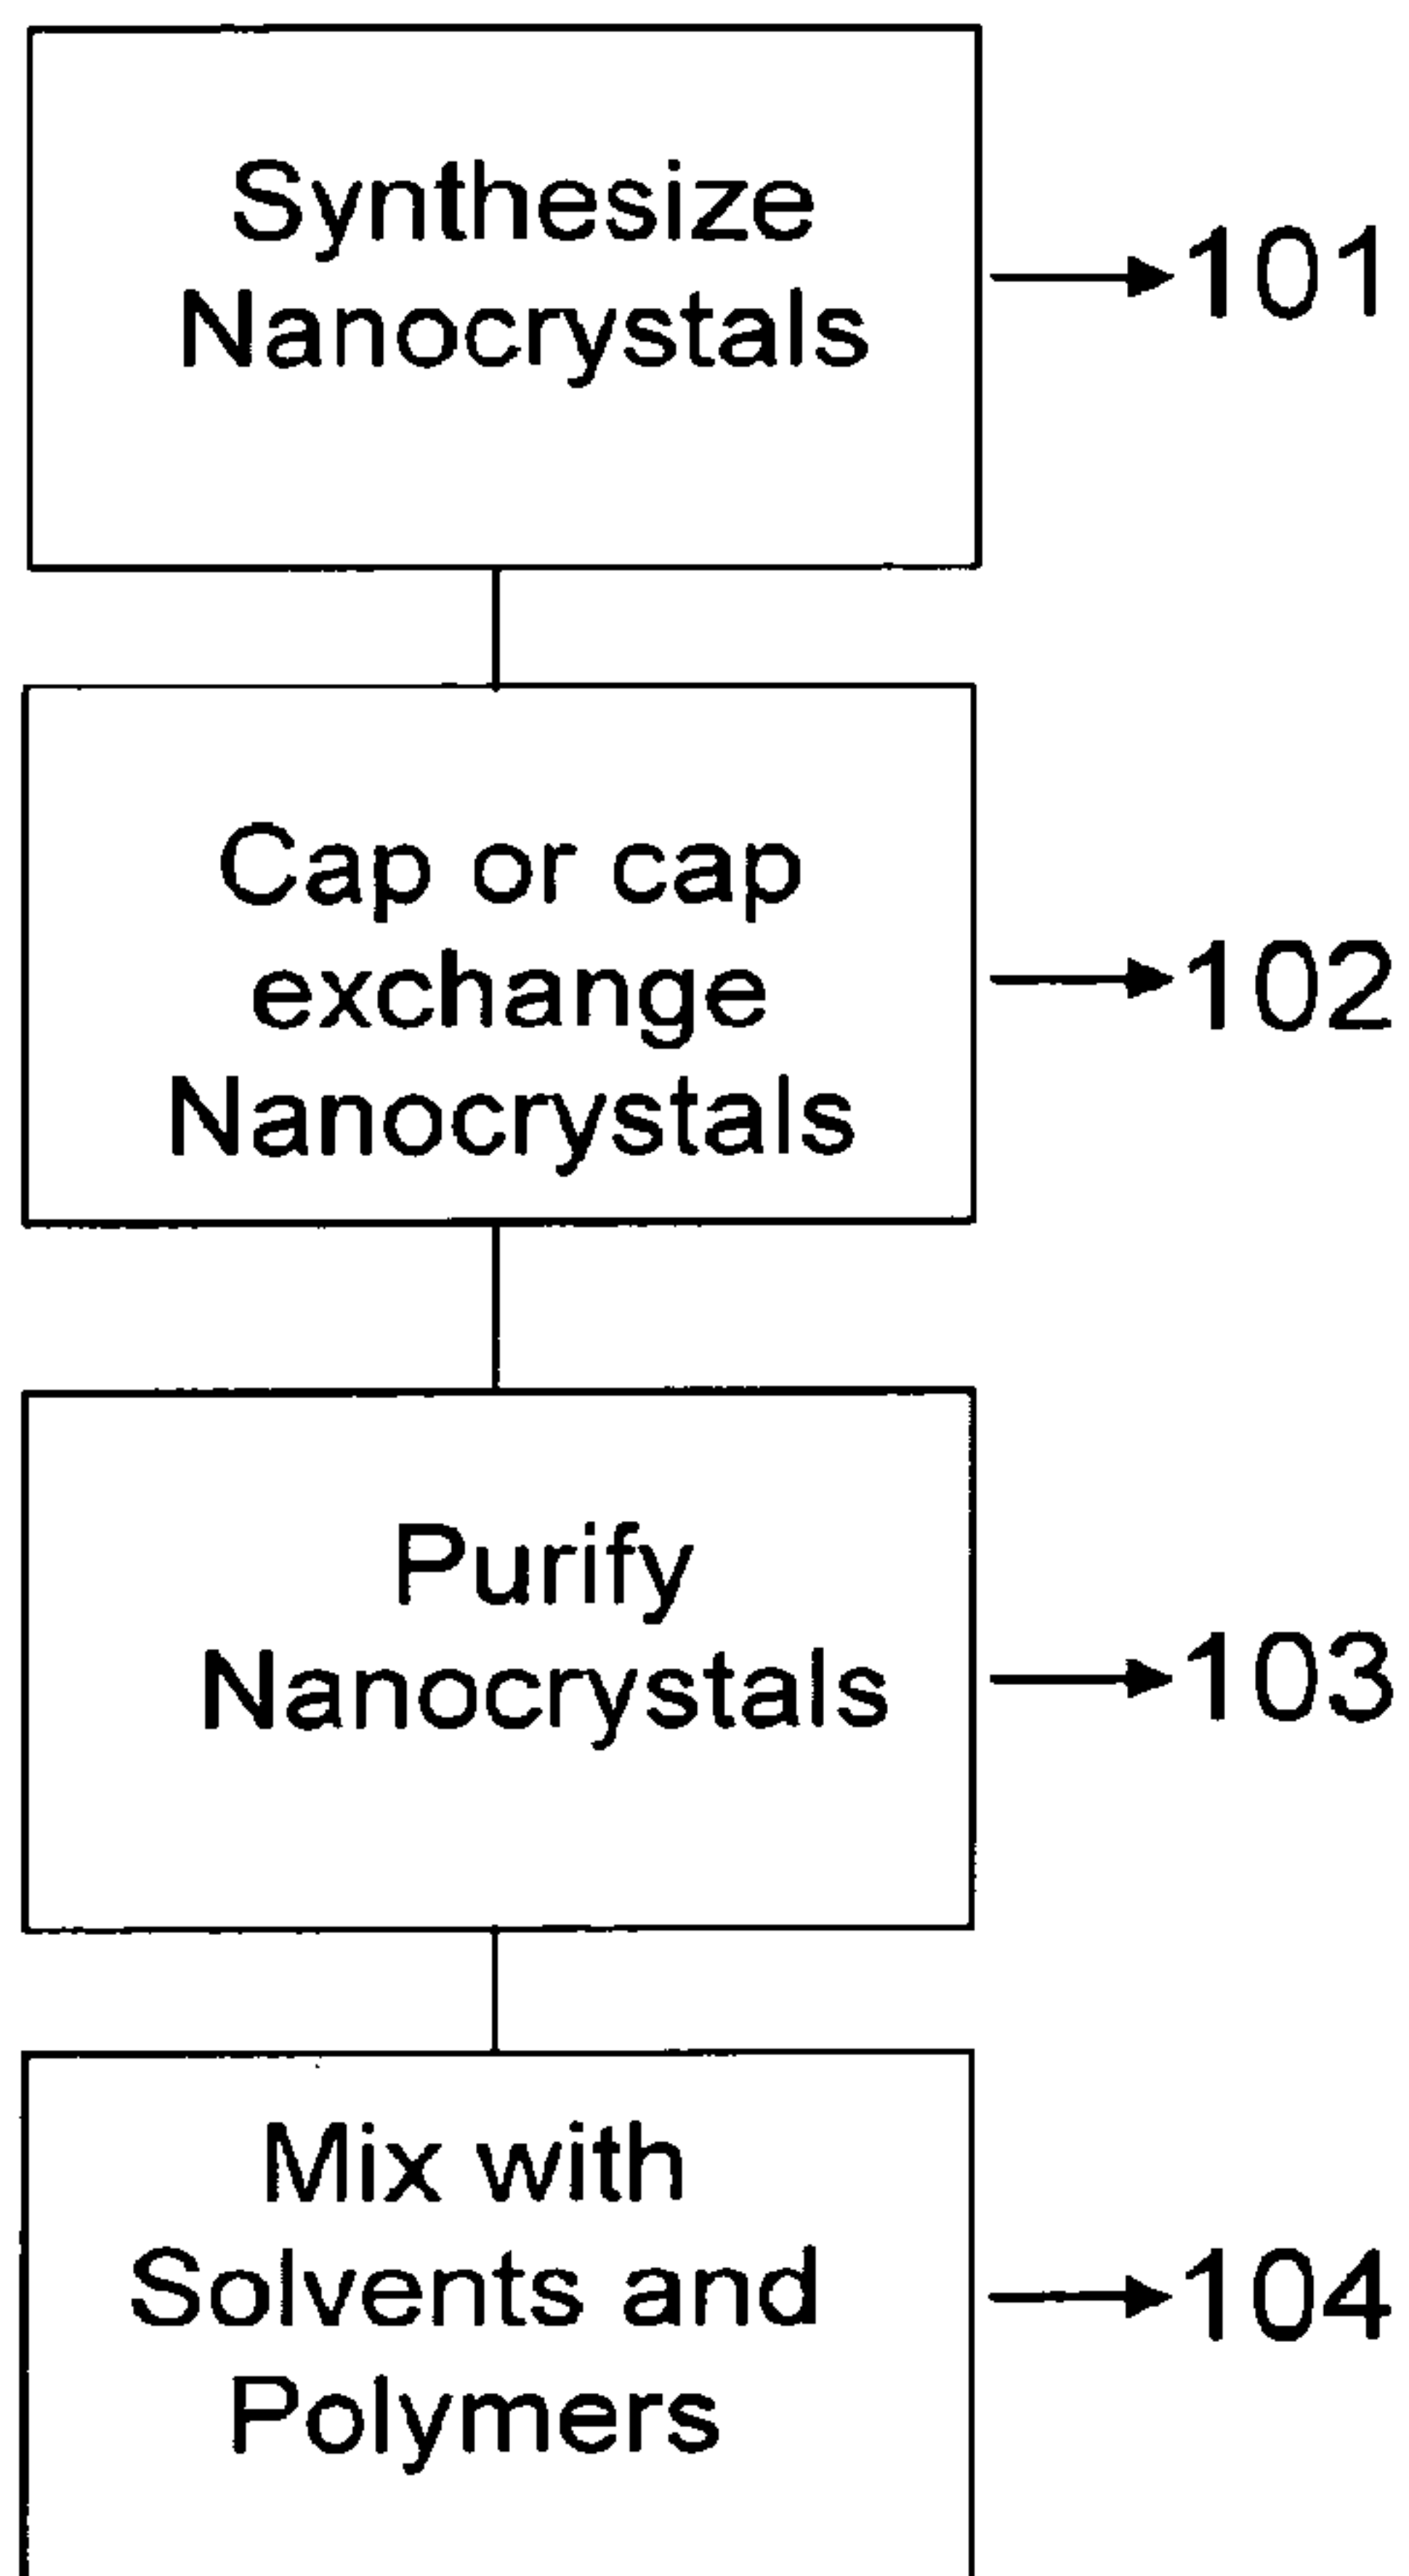 Synthesize
Nanocrystals
101
Cap or cap
exchange
Nanocrystals
102
Purify
Nanocrystals
103
Mix with
Solvents and
Polymers
104